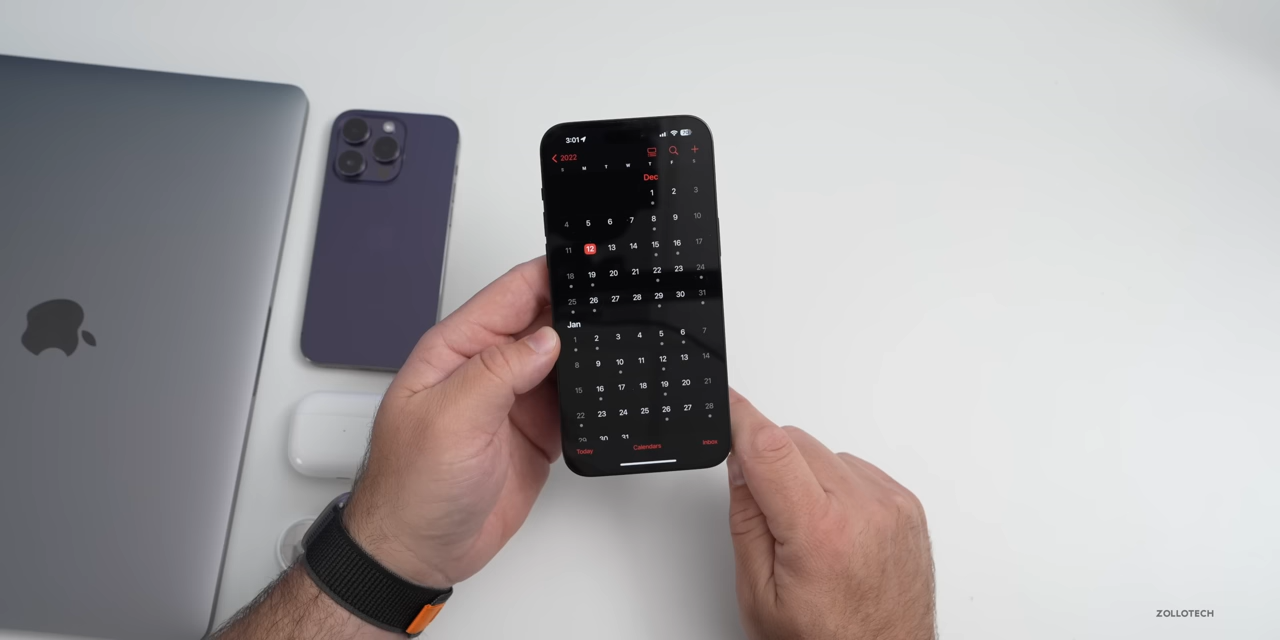 3:01
2022
S M T W T F S
Dec
1 2 3
4 5 6 7 8 9 10
11 12 13 14 15 16 17
18 19 20 21 22 23 24
25 26 27 28 29 30 31
Jan
1 2 3 4 5 6 7
8 9 10 11 12 13 14
15 16 17 18 19 20 21
22 23 24 25 26 27 28
29 30 31
Today Calendars Inbox
ZOLLOTECH